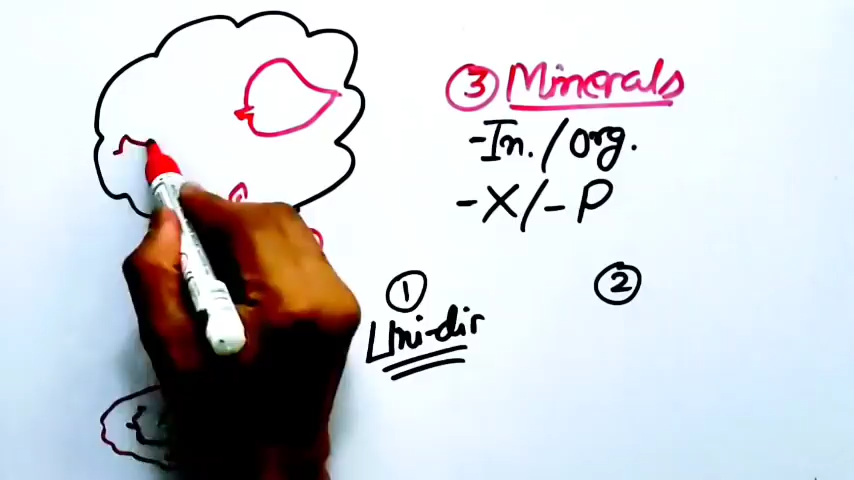 ③ Minerals
-In. / Org.
-X/-P
① ②
Uni-dir